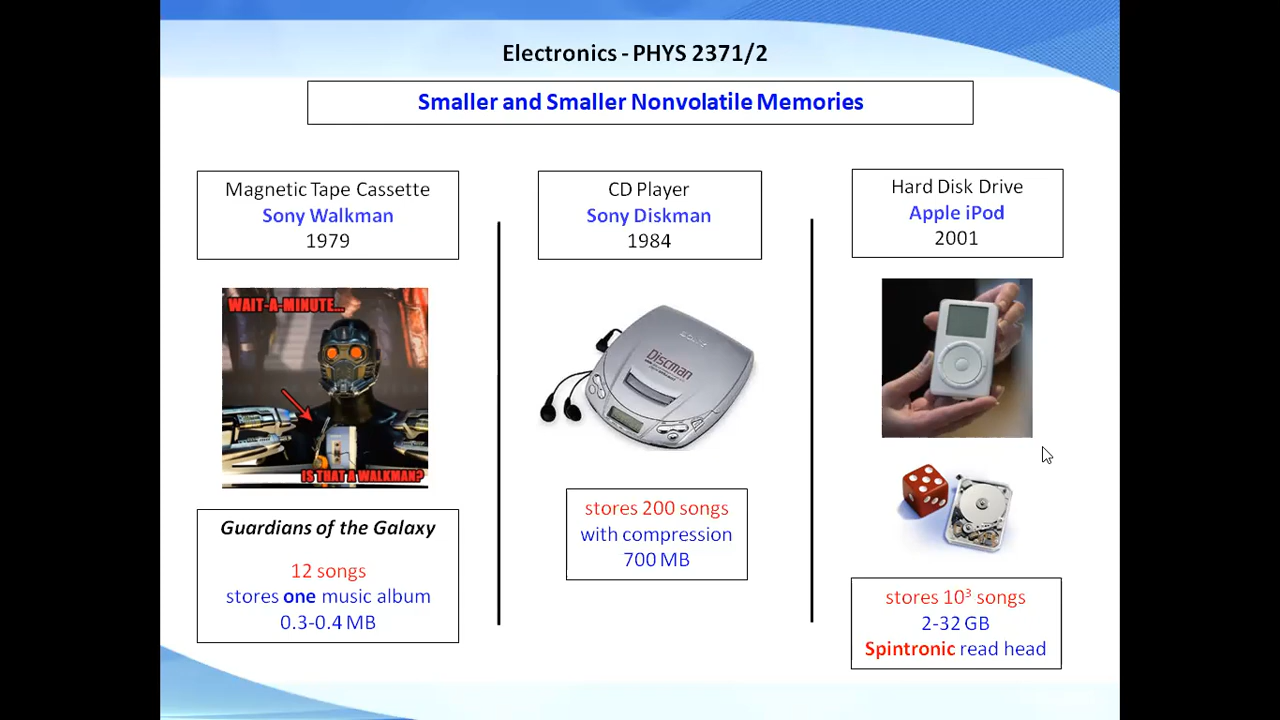 Electronics - PHYS 2371/2
Smaller and Smaller Nonvolatile Memories
Magnetic Tape Cassette
Sony Walkman
1979
WAIT-A-MINUTE...
IS THAT A WALKMAN?
Guardians of the Galaxy
12 songs
stores one music album
0.3-0.4 MB
CD Player
Sony Diskman
1984
SONY
Discman
stores 200 songs
with compression
700 MB
Hard Disk Drive
Apple iPod
2001
stores 10³ songs
2-32 GB
Spintronic read head